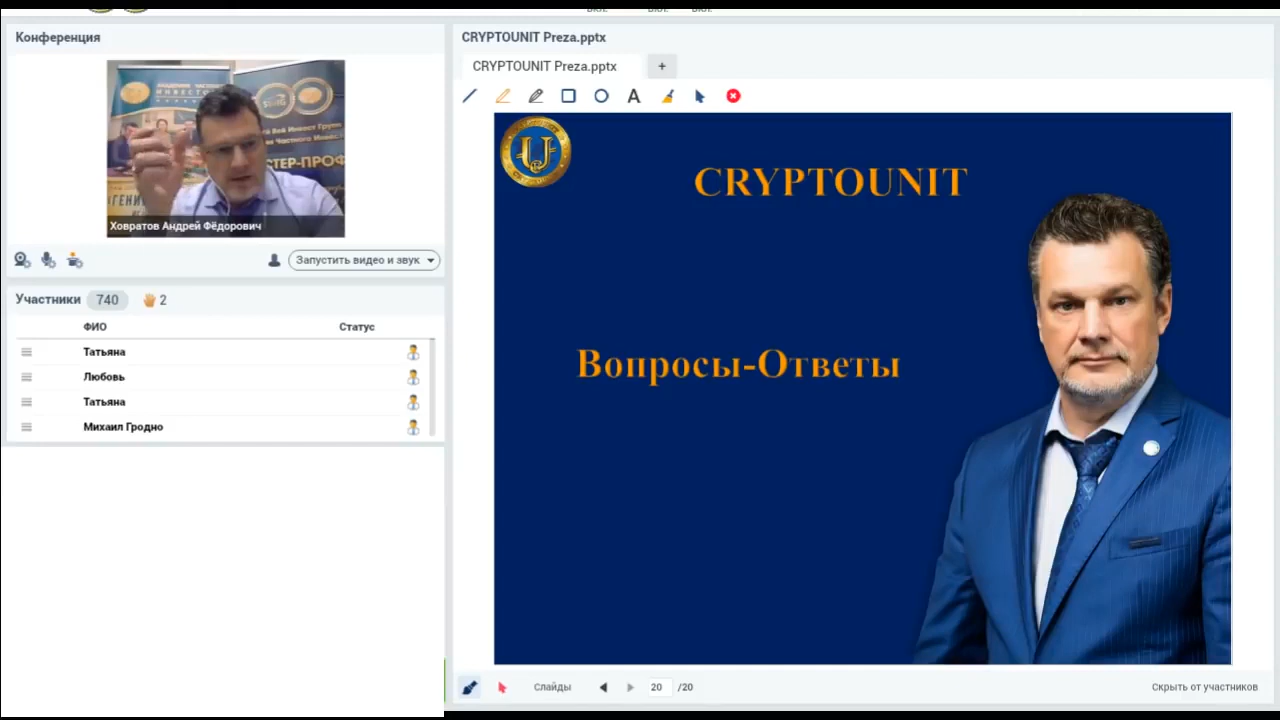 Конференция
Ховратов Андрей Фёдорович
Запустить видео и звук
Участники 740 2
ФИО Статус
Татьяна
Любовь
Татьяна
Михаил Гродно
CRYPTOUNIT Preza.pptx
CRYPTOUNIT Preza.pptx +
A
CRYPTOUNIT
Вопросы-Ответы
Слайды 20 /20
Скрыть от участников